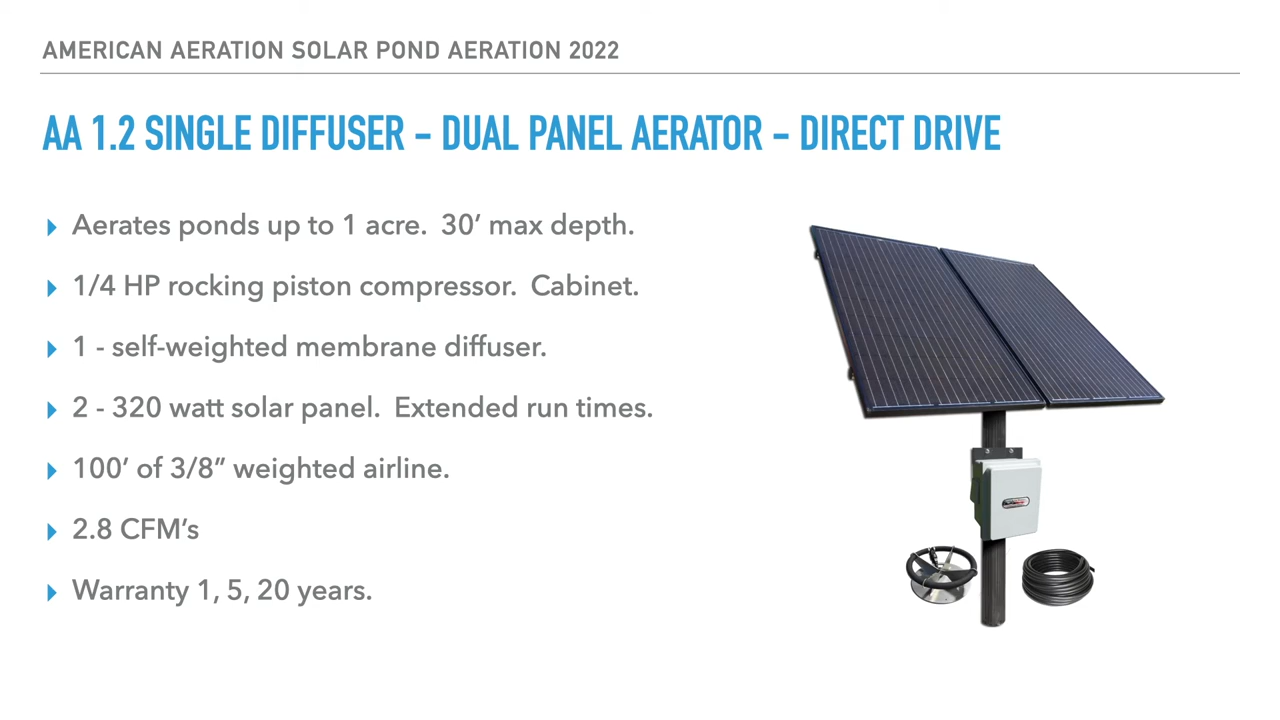 AMERICAN AERATION SOLAR POND AERATION 2022
AA 1.2 SINGLE DIFFUSER - DUAL PANEL AERATOR - DIRECT DRIVE
Aerates ponds up to 1 acre.  30’ max depth.
1/4 HP rocking piston compressor.  Cabinet.
1 - self-weighted membrane diffuser.
2 - 320 watt solar panel.  Extended run times.
100’ of 3/8” weighted airline.
2.8 CFM’s
Warranty 1, 5, 20 years.